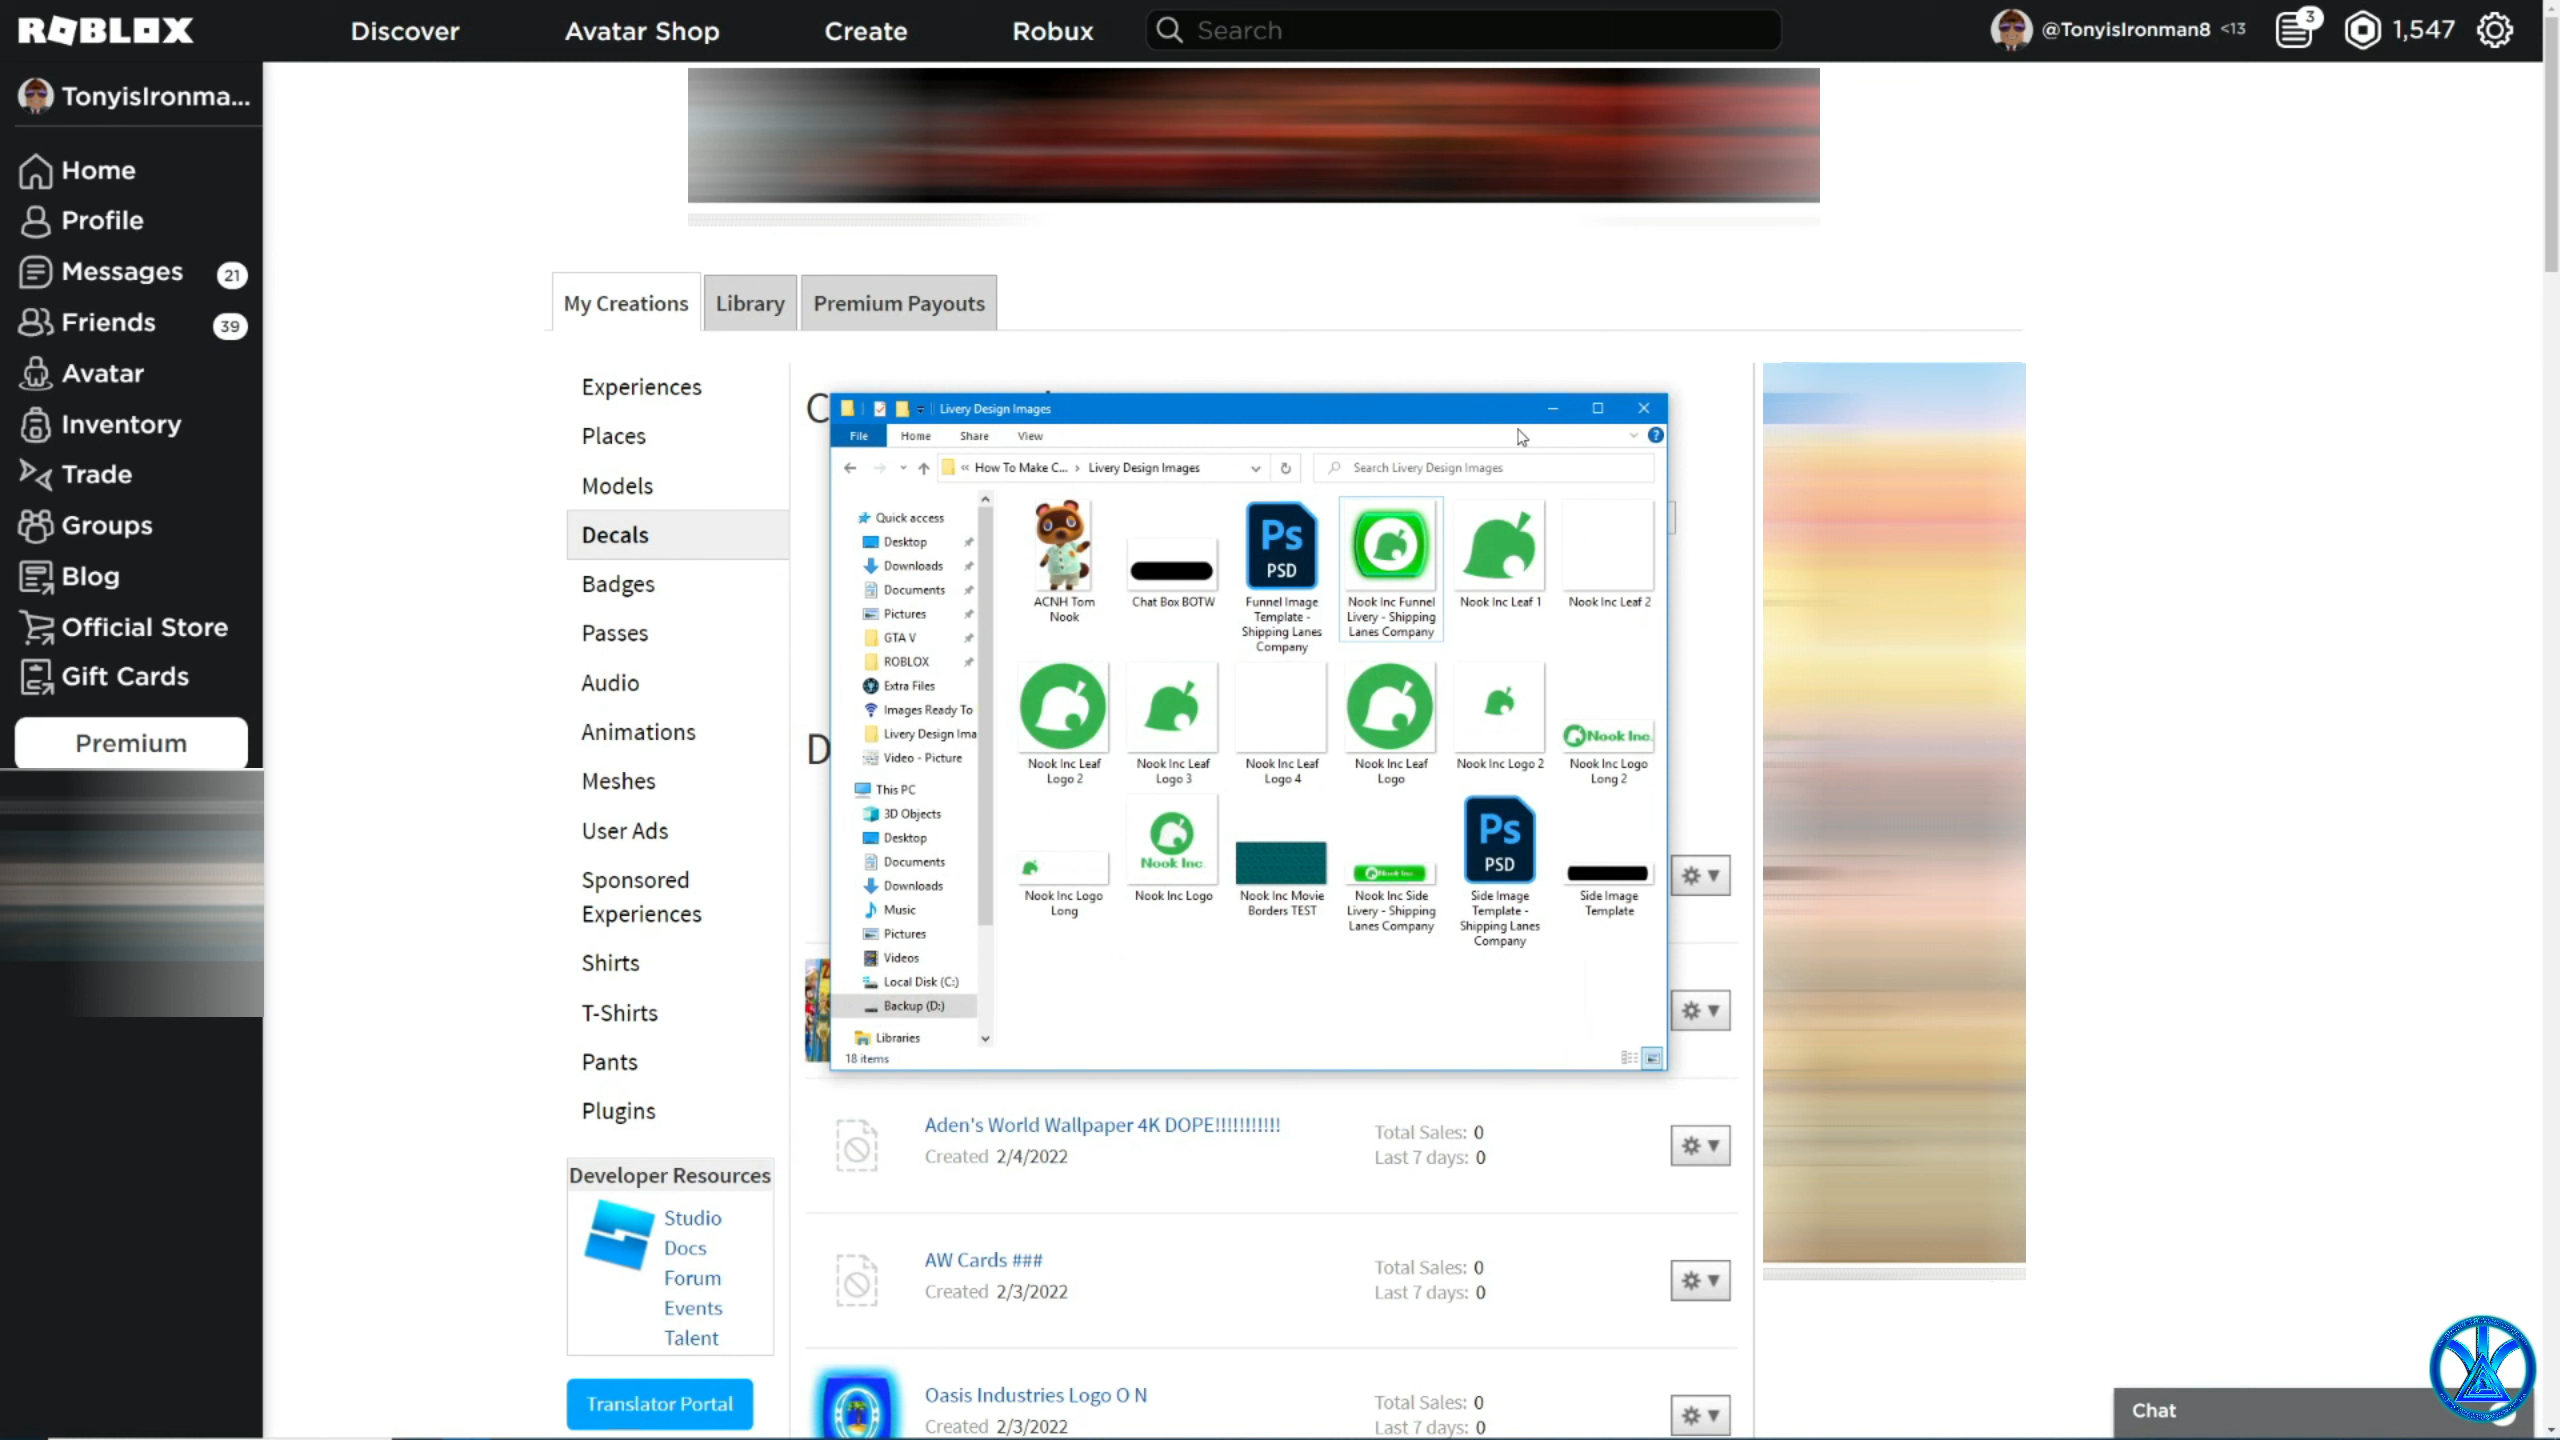 ROBLOX
Discover
Avatar Shop
Create
Robux
Search
@TonyisIronman8 <13
3
1,547
TonyisIronma...
Home
Profile
Messages 21
Friends 39
Avatar
Inventory
Trade
Groups
Blog
Official Store
Gift Cards
Premium
My Creations
Library
Premium Payouts
Experiences
Places
Models
Decals
Badges
Passes
Audio
Animations
Meshes
User Ads
Sponsored
Experiences
Shirts
T-Shirts
Pants
Plugins
Developer Resources
Studio
Docs
Forum
Events
Talent
Translator Portal
C
D
Livery Design Images
File
Home
Share
View
?
« How To Make C... › Livery Design Images
Search Livery Design Images
Quick access
Desktop
Downloads
Documents
Pictures
GTA V
ROBLOX
Extra Files
Images Ready To
Livery Design Ima
Video - Picture
This PC
3D Objects
Desktop
Documents
Downloads
Music
Pictures
Videos
Local Disk (C:)
Backup (D:)
Libraries
18 items
ACNH Tom
Nook
Chat Box BOTW
Ps
PSD
Funnel Image
Template -
Shipping Lanes
Company
Nook Inc Funnel
Livery - Shipping
Lanes Company
Nook Inc Leaf 1
Nook Inc Leaf 2
Nook Inc Leaf
Logo 2
Nook Inc Leaf
Logo 3
Nook Inc Leaf
Logo 4
Nook Inc Leaf
Logo
Nook Inc Logo 2
Nook Inc.
Nook Inc Logo
Long 2
Nook Inc Logo
Long
Nook Inc.
Nook Inc Logo
Nook Inc Movie
Borders TEST
Nook Inc
Nook Inc Side
Livery - Shipping
Lanes Company
Ps
PSD
Side Image
Template -
Shipping Lanes
Company
Side Image
Template
Aden's World Wallpaper 4K DOPE!!!!!!!!!!!
Created 2/4/2022
Total Sales: 0
Last 7 days: 0
AW Cards ###
Created 2/3/2022
Total Sales: 0
Last 7 days: 0
Oasis Industries Logo O N
Created 2/3/2022
Total Sales: 0
Last 7 days: 0
Chat